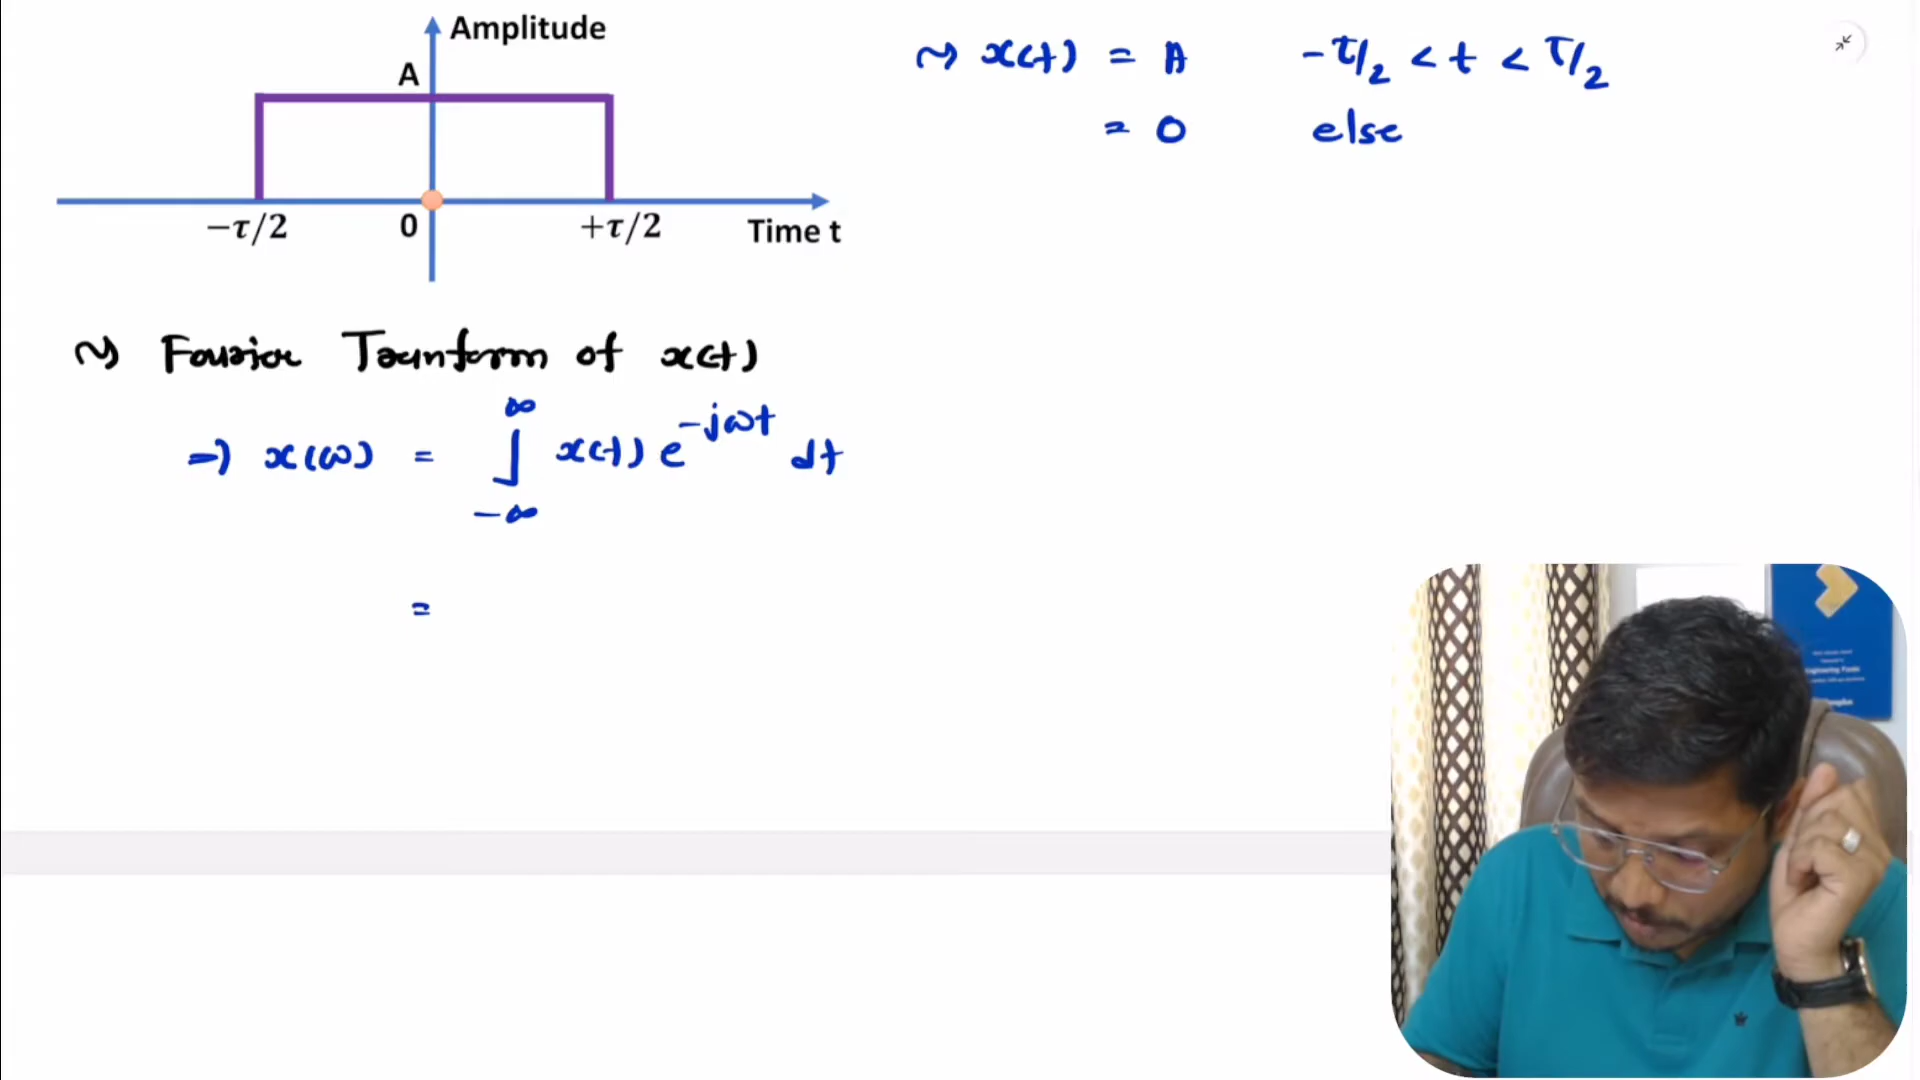 Amplitude
A
−τ/2 0 +τ/2 Time t
~> x(t) = A -τ/2 < t < τ/2
= 0 else
~> Fourier Transform of x(t)
=> x(ω) = ∫_{-∞}^{∞} x(t) e^{-jωt} dt
=